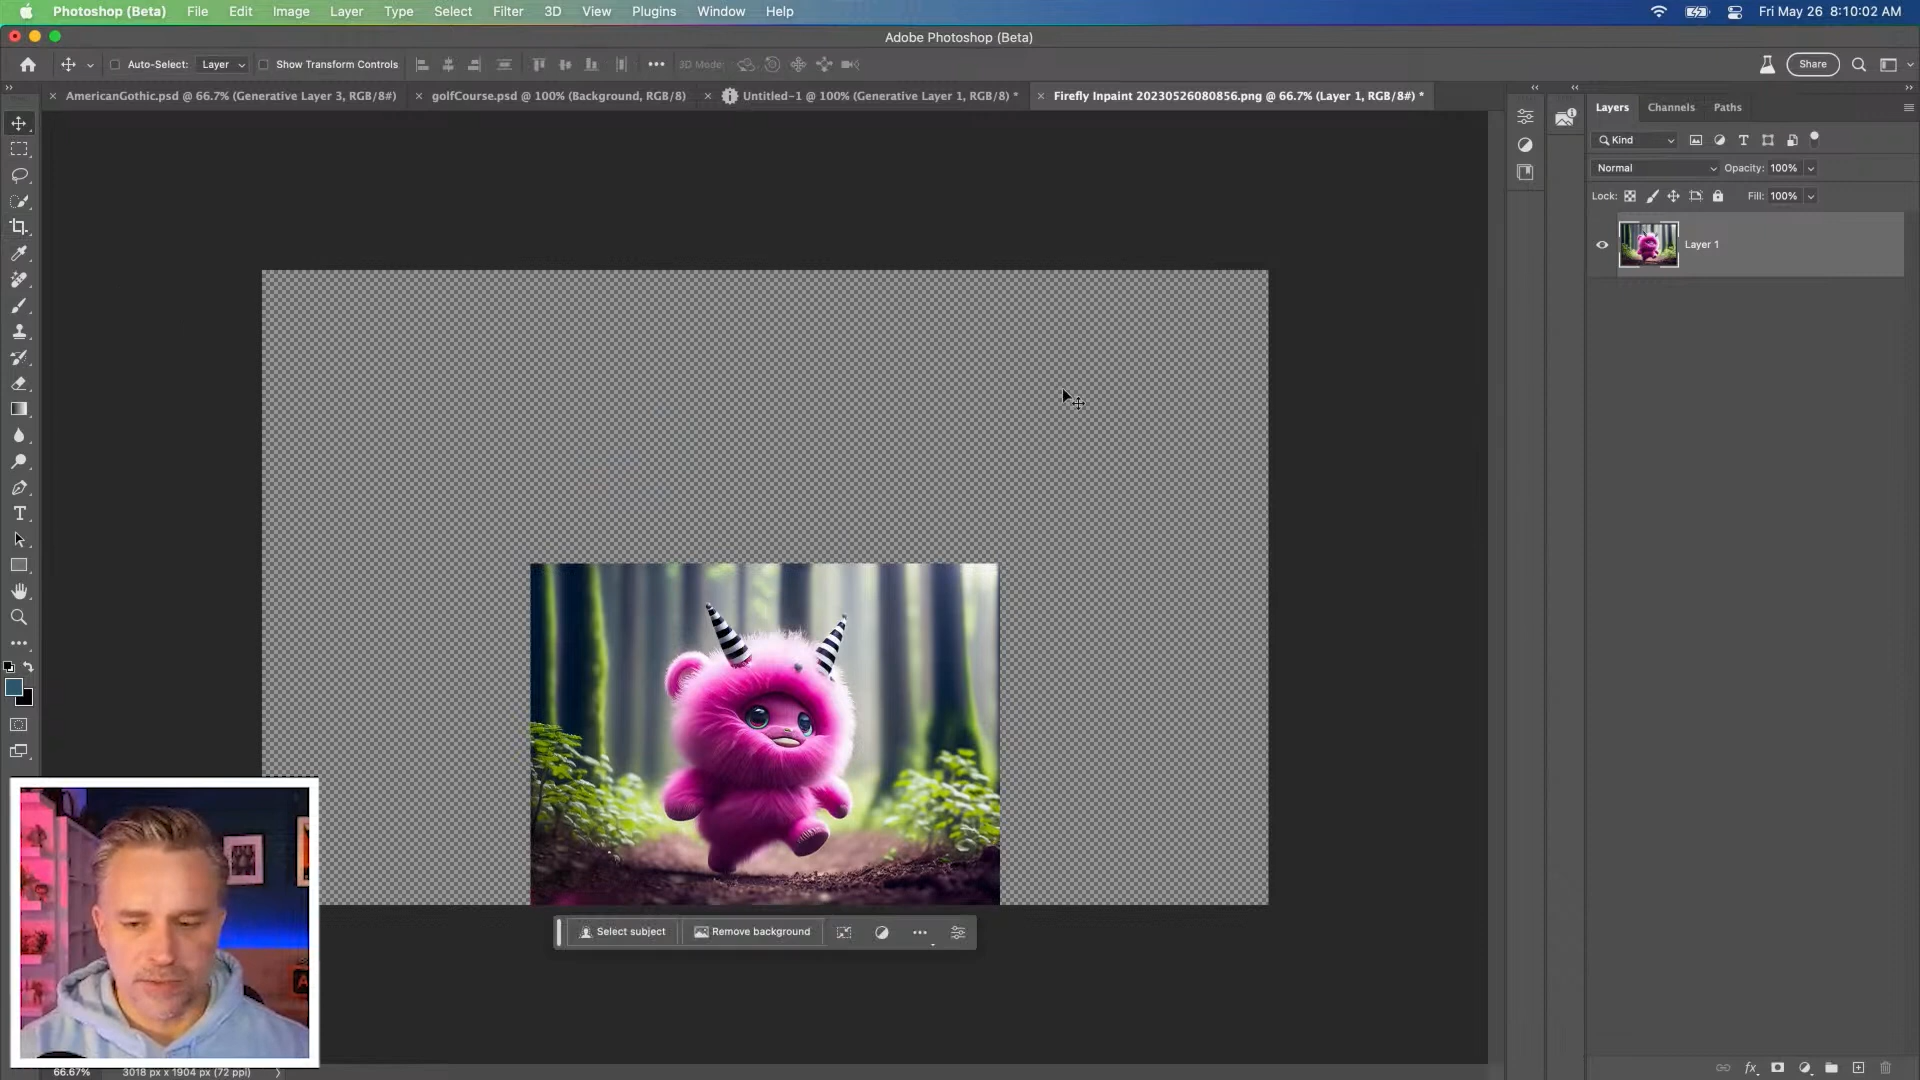 Photoshop (Beta) File Edit Image Layer Type Select Filter 3D View Plugins Window Help Fri May 26 8:10:02 AM
Adobe Photoshop (Beta)
Auto-Select: Layer Show Transform Controls 3D Mode: Share
AmericanGothic.psd @ 66.7% (Generative Layer 3, RGB/8#) golfCourse.psd @ 100% (Background, RGB/8) Untitled-1 @ 100% (Generative Layer 1, RGB/8) * Firefly Inpaint 20230526080856.png @ 66.7% (Layer 1, RGB/8#) *
Layers Channels Paths
Kind
Normal Opacity: 100%
Lock: Fill: 100%
Layer 1
Select subject Remove background
66.67% 3018 px x 1904 px (72 ppi)